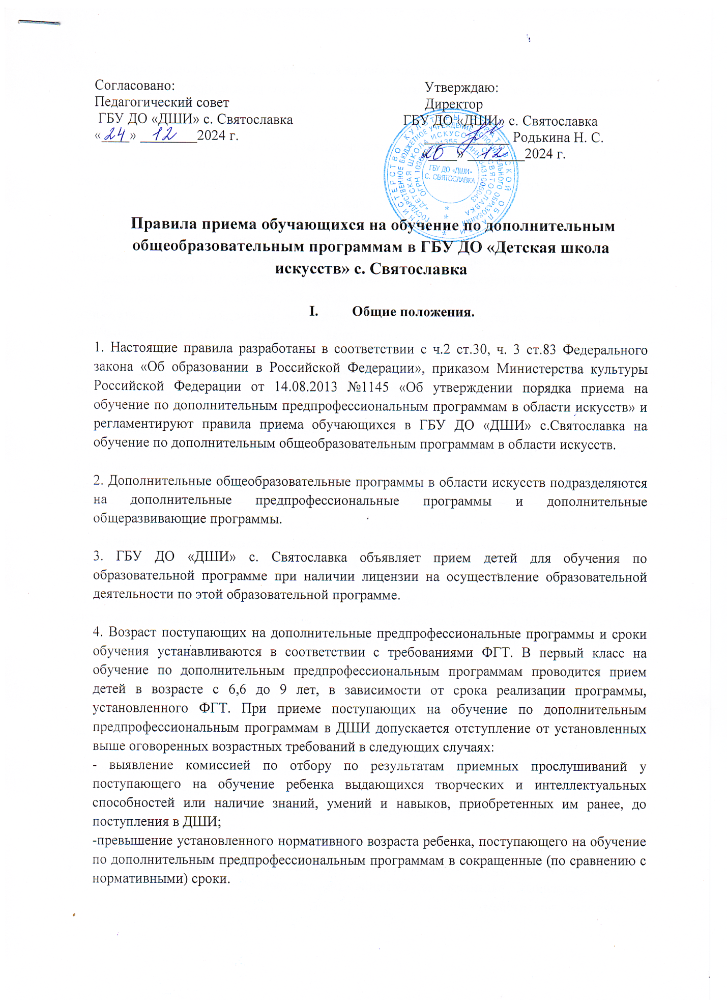 Согласовано:
Педагогический совет
ГБУ ДО «ДШИ» с. Святославка
«24» 12 2024 г.
Утверждаю:
Директор
ГБУ ДО «ДШИ» с. Святославка
Родькина Н. С.
«26» 12 2024 г.
ГБУ ДО «ДШИ»
С. СВЯТОСЛАВКА
Правила приема обучающихся на обучение по дополнительным
общеобразовательным программам в ГБУ ДО «Детская школа
искусств» с. Святославка
I. Общие положения.
1. Настоящие правила разработаны в соответствии с ч.2 ст.30, ч. 3 ст.83 Федерального
закона «Об образовании в Российской Федерации», приказом Министерства культуры
Российской Федерации от 14.08.2013 №1145 «Об утверждении порядка приема на
обучение по дополнительным предпрофессиональным программам в области искусств» и
регламентируют правила приема обучающихся в ГБУ ДО «ДШИ» с.Святославка на
обучение по дополнительным общеобразовательным программам в области искусств.
2. Дополнительные общеобразовательные программы в области искусств подразделяются
на дополнительные предпрофессиональные программы и дополнительные
общеразвивающие программы.
3. ГБУ ДО «ДШИ» с. Святославка объявляет прием детей для обучения по
образовательной программе при наличии лицензии на осуществление образовательной
деятельности по этой образовательной программе.
4. Возраст поступающих на дополнительные предпрофессиональные программы и сроки
обучения устанавливаются в соответствии с требованиями ФГТ. В первый класс на
обучение по дополнительным предпрофессиональным программам проводится прием
детей в возрасте с 6,6 до 9 лет, в зависимости от срока реализации программы,
установленного ФГТ. При приеме поступающих на обучение по дополнительным
предпрофессиональным программам в ДШИ допускается отступление от установленных
выше оговоренных возрастных требований в следующих случаях:
- выявление комиссией по отбору по результатам приемных прослушиваний у
поступающего на обучение ребенка выдающихся творческих и интеллектуальных
способностей или наличие знаний, умений и навыков, приобретенных им ранее, до
поступления в ДШИ;
-превышение установленного нормативного возраста ребенка, поступающего на обучение
по дополнительным предпрофессиональным программам в сокращенные (по сравнению с
нормативными) сроки.